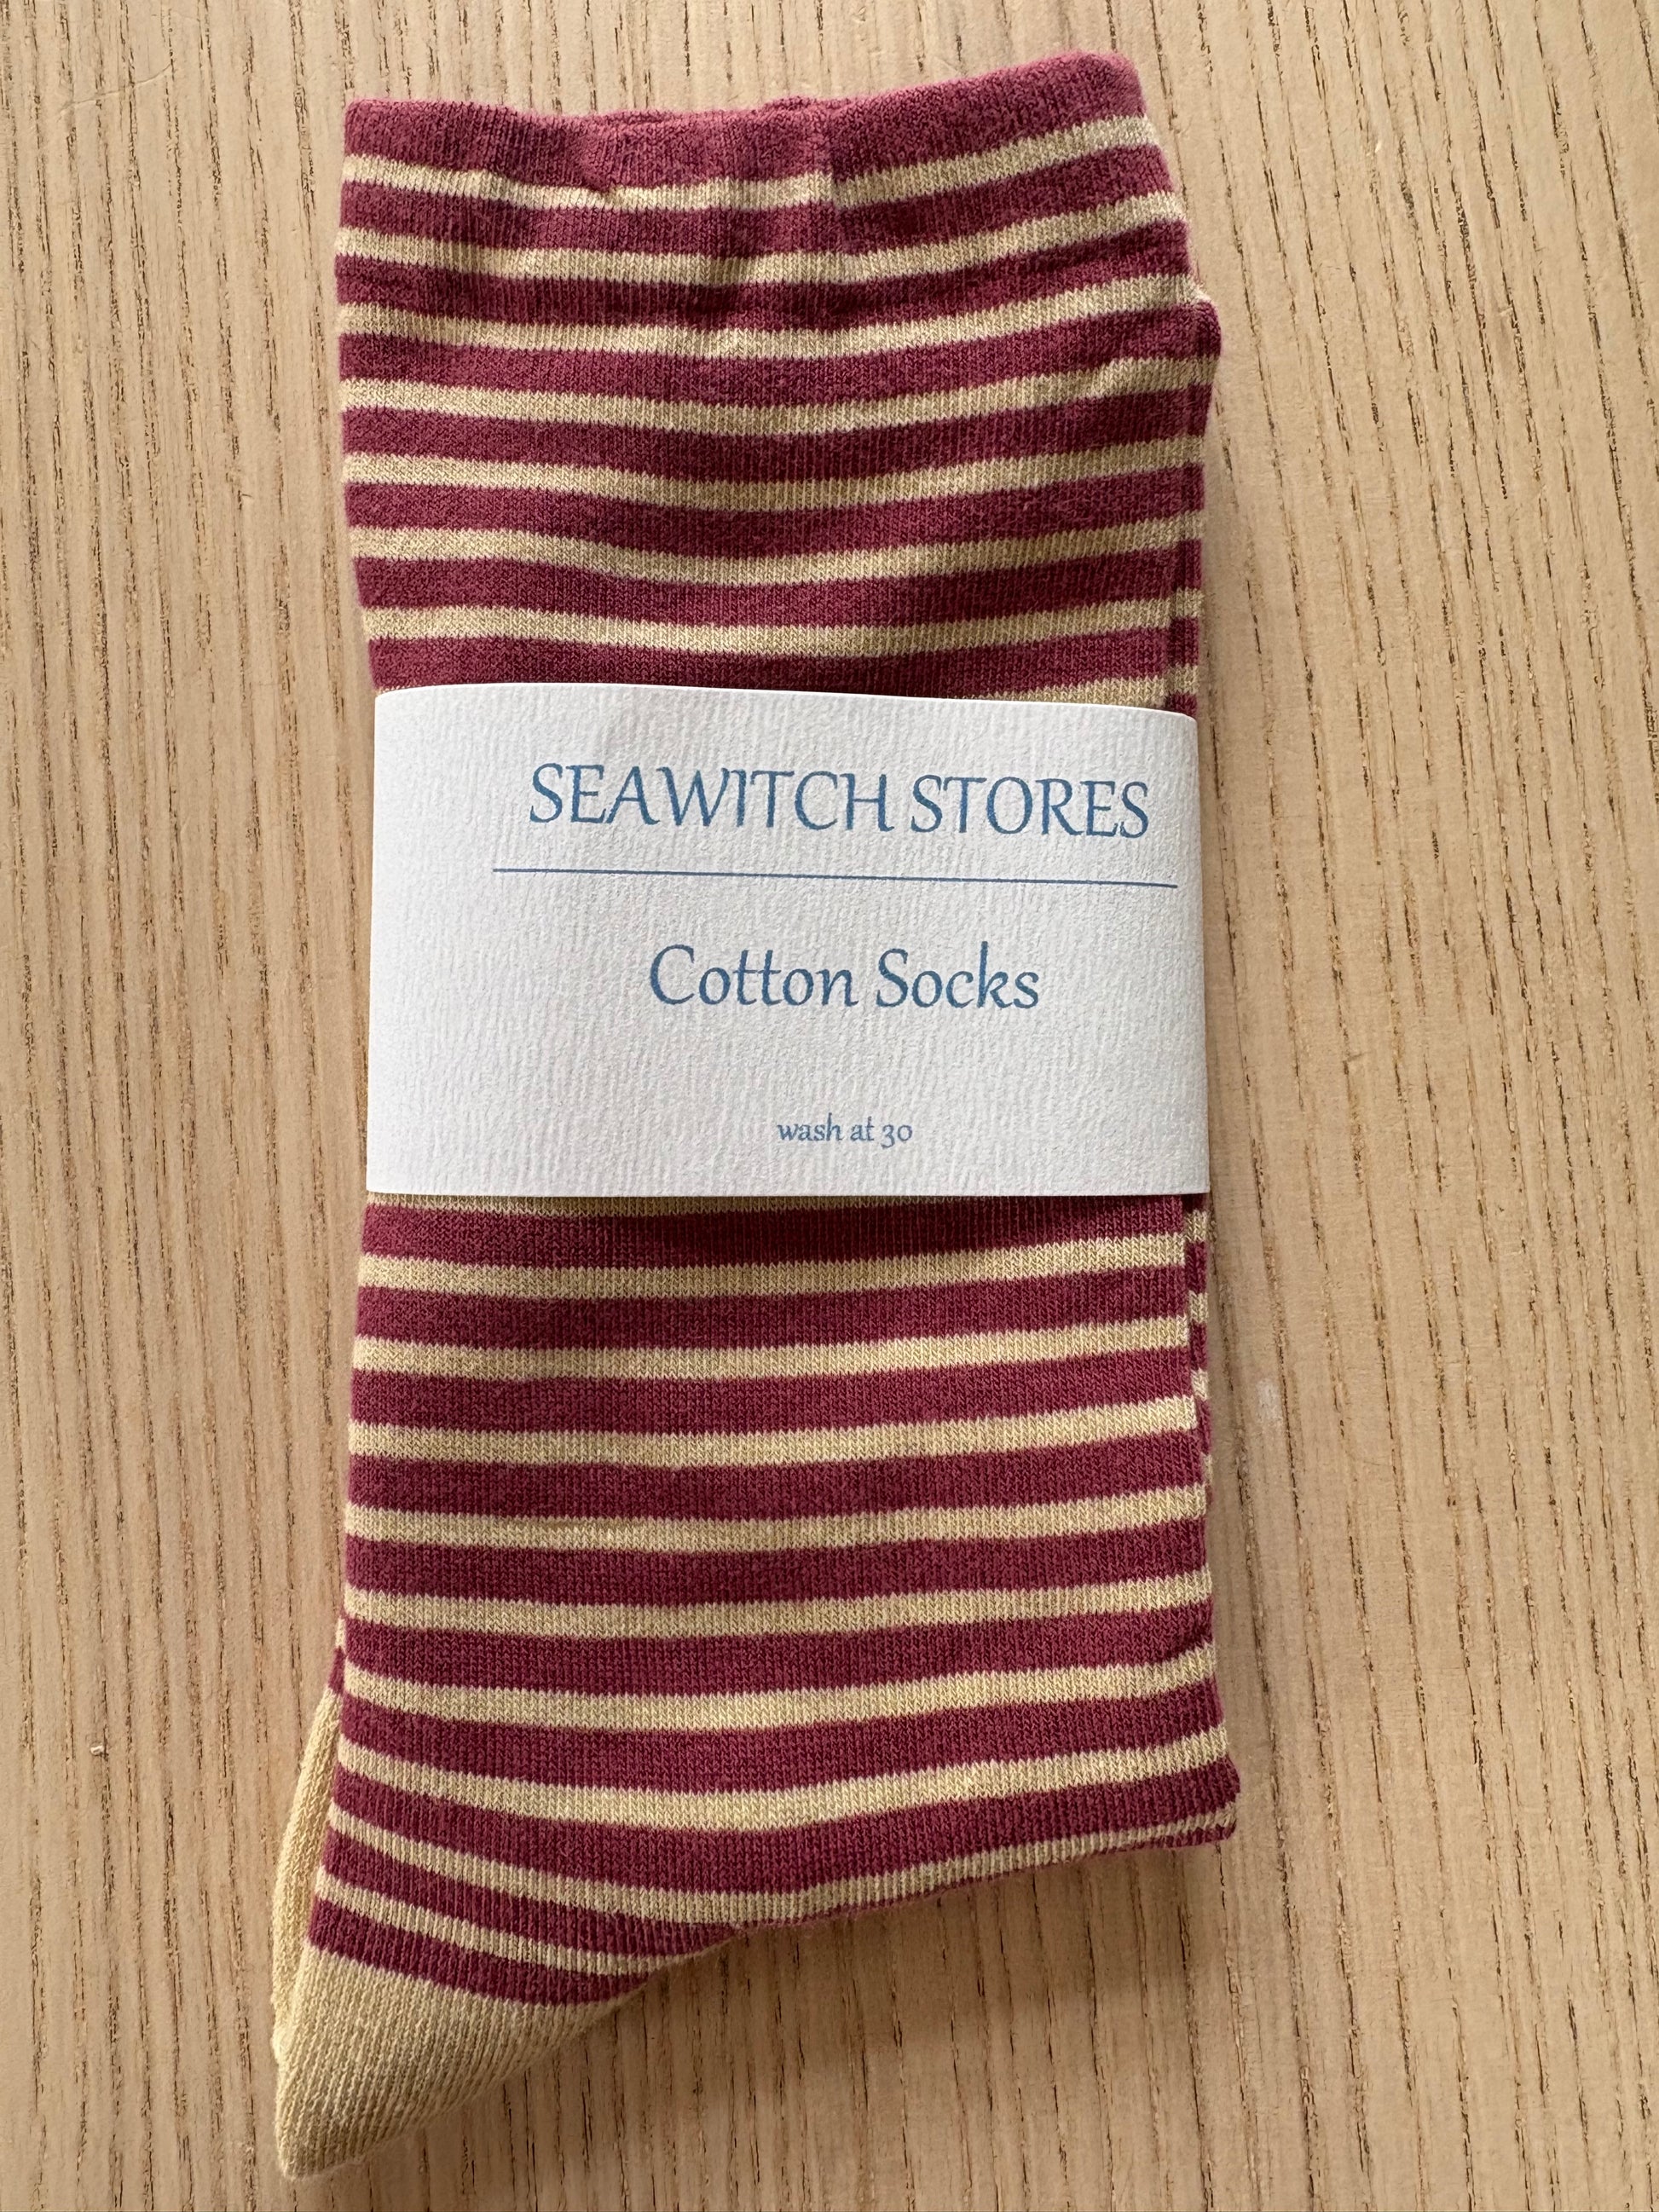 SEAWITCH STORES
Cotton Socks
wash at 30